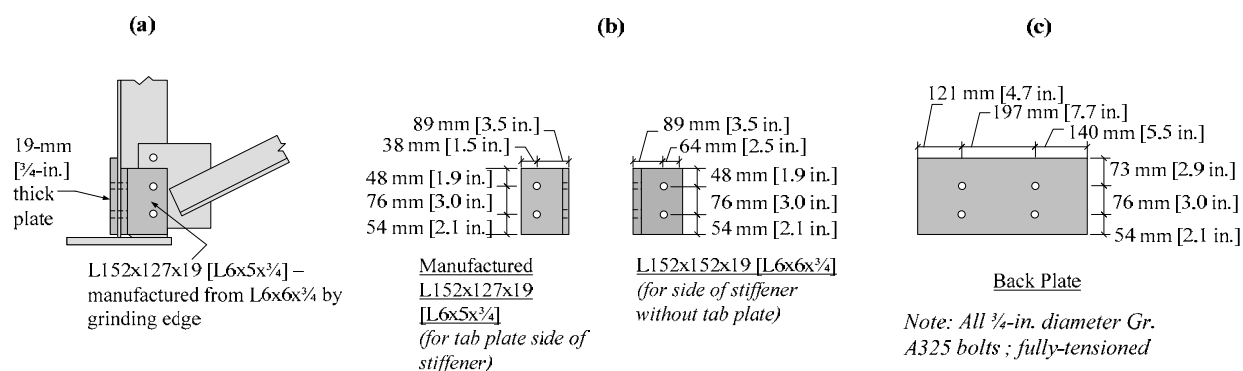 (a)
19-mm
[¾-in.]
thick
plate
L152x127x19 [L6x5x¾] –
manufactured from L6x6x¾ by
grinding edge
(b)
89 mm [3.5 in.]
38 mm [1.5 in.]
48 mm [1.9 in.]
76 mm [3.0 in.]
54 mm [2.1 in.]
Manufactured
L152x127x19
[L6x5x¾]
(for tab plate side of
stiffener)
89 mm [3.5 in.]
64 mm [2.5 in.]
48 mm [1.9 in.]
76 mm [3.0 in.]
54 mm [2.1 in.]
L152x152x19 [L6x6x¾]
(for side of stiffener
without tab plate)
(c)
121 mm [4.7 in.]
197 mm [7.7 in.]
140 mm [5.5 in.]
73 mm [2.9 in.]
76 mm [3.0 in.]
54 mm [2.1 in.]
Back Plate
Note: All ¾-in. diameter Gr.
A325 bolts ; fully-tensioned